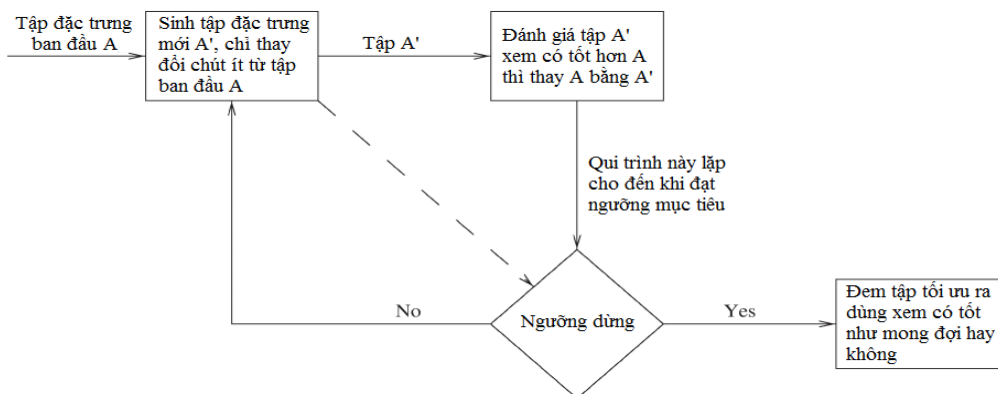 Tập đặc trưng
ban đầu A
Sinh tập đặc trưng
mới A', chỉ thay
đổi chút ít từ tập
ban đầu A
Tập A'
Đánh giá tập A'
xem có tốt hơn A
thì thay A bằng A'
Qui trình này lặp
cho đến khi đạt
ngưỡng mục tiêu
No
Ngưỡng dừng
Yes
Đem tập tối ưu ra
dùng xem có tốt
như mong đợi hay
không